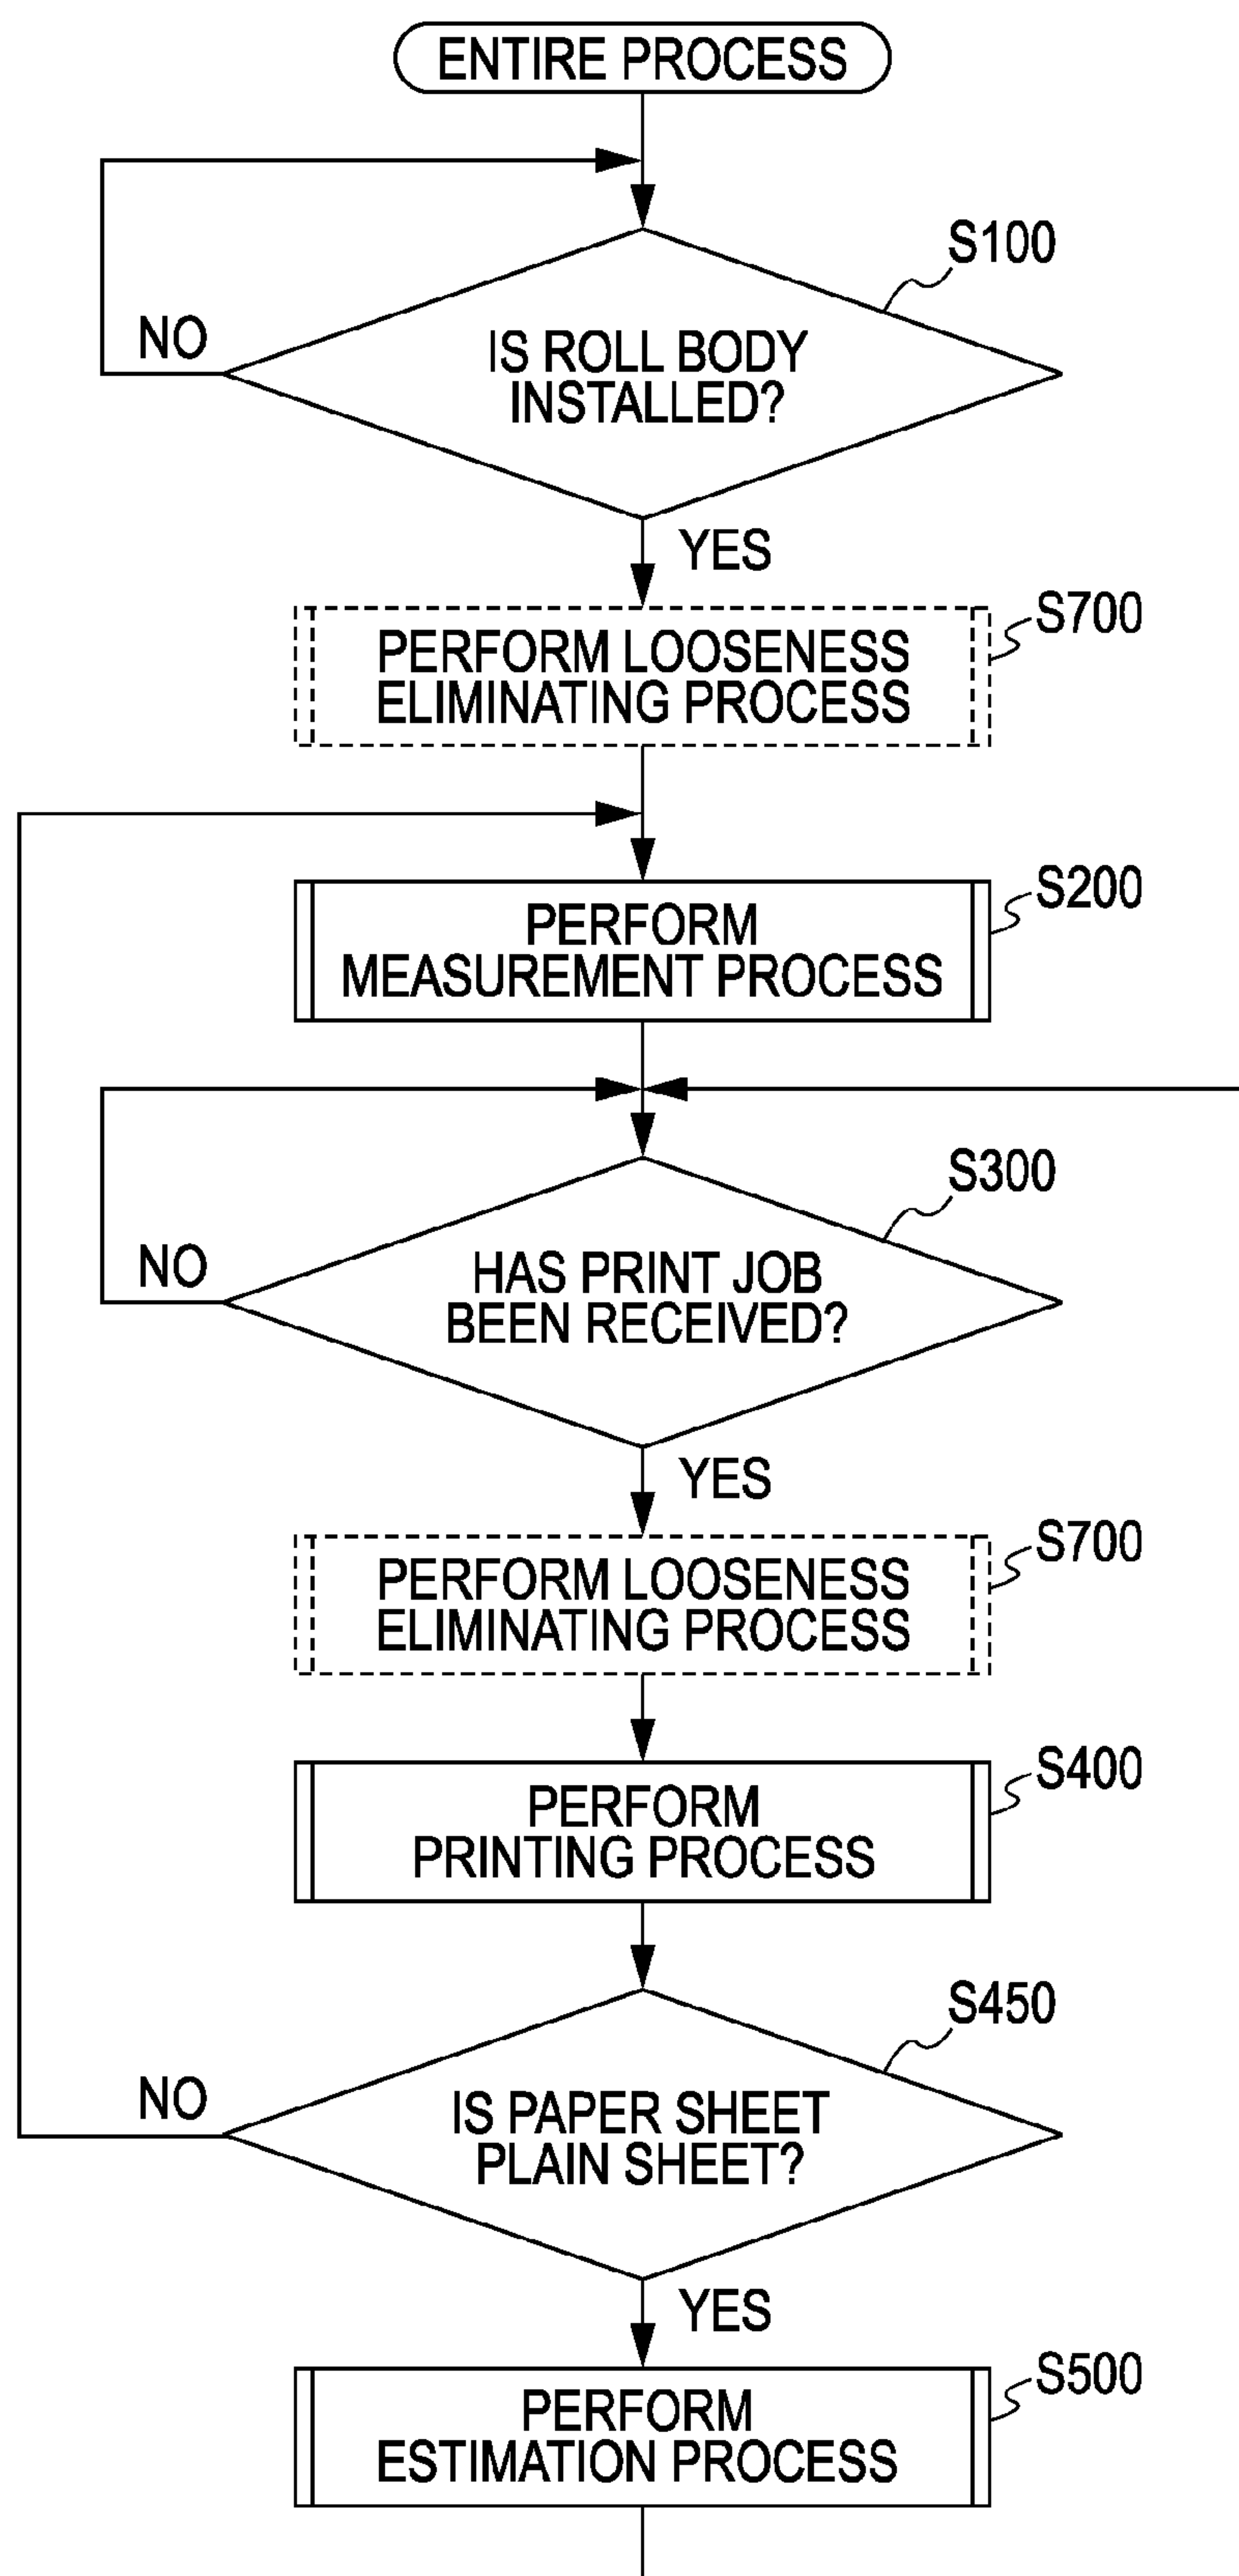 ENTIRE PROCESS
S100
NO
IS ROLL BODY
INSTALLED?
YES
S700
PERFORM LOOSENESS
ELIMINATING PROCESS
S200
PERFORM
MEASUREMENT PROCESS
S300
NO
HAS PRINT JOB
BEEN RECEIVED?
YES
S700
PERFORM LOOSENESS
ELIMINATING PROCESS
S400
PERFORM
PRINTING PROCESS
S450
NO
IS PAPER SHEET
PLAIN SHEET?
YES
S500
PERFORM
ESTIMATION PROCESS